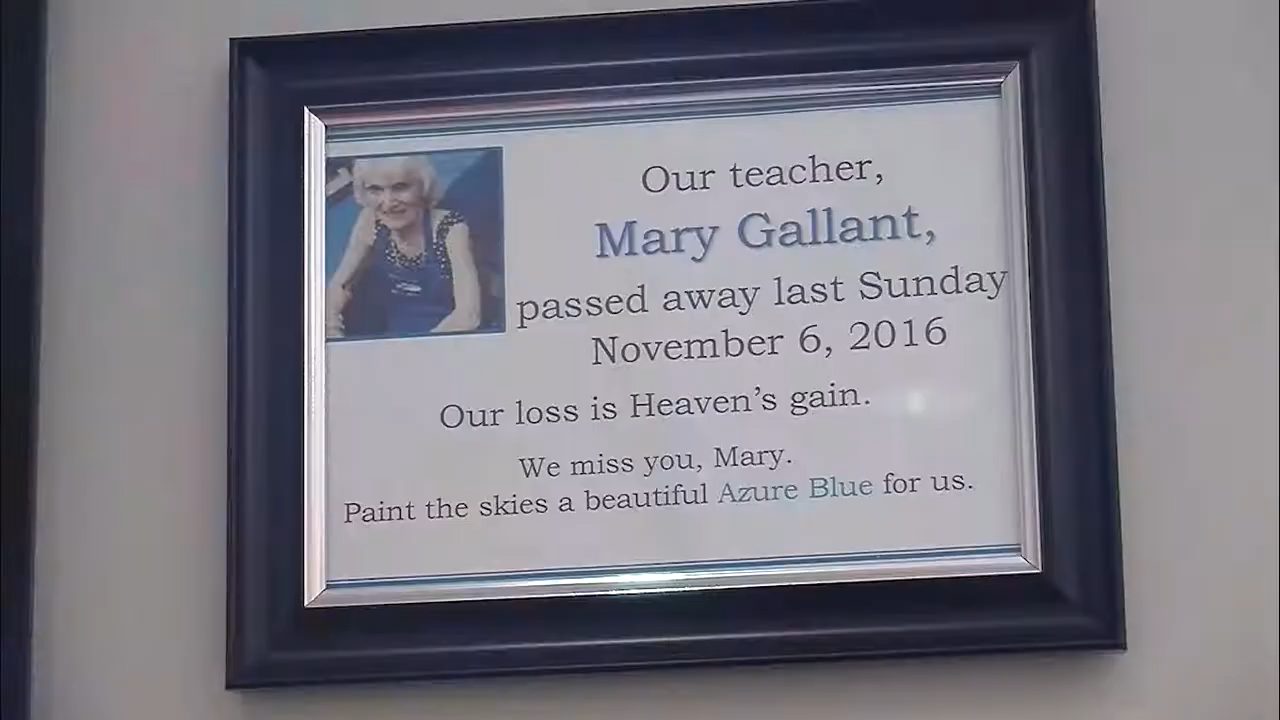 Our teacher,
Mary Gallant,
passed away last Sunday
November 6, 2016
Our loss is Heaven's gain.
We miss you, Mary.
Paint the skies a beautiful Azure Blue for us.